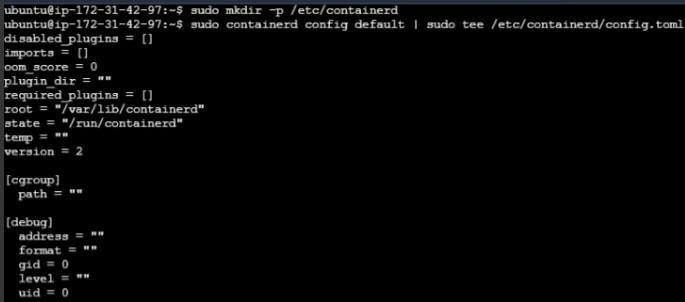 ubuntu@ip-172-31-42-97:~$ sudo mkdir -p /etc/containerd
ubuntu@ip-172-31-42-97:~$ sudo containerd config default | sudo tee /etc/containerd/config.toml
disabled_plugins = []
imports = []
oom_score = 0
plugin_dir = ""
required_plugins = []
root = "/var/lib/containerd"
state = "/run/containerd"
temp = ""
version = 2
[cgroup]
path = ""
[debug]
address = ""
format = ""
gid = 0
level = ""
uid = 0